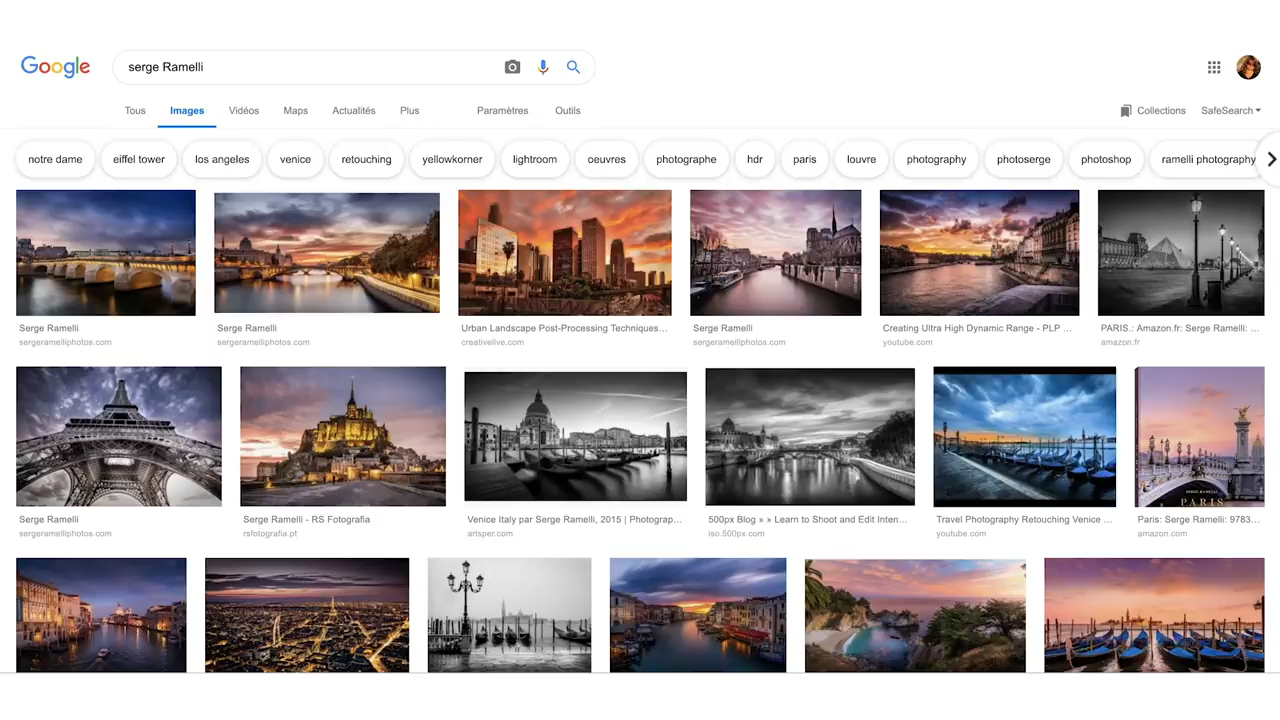 Google
serge Ramelli
Tous Images Vidéos Maps Actualités Plus Paramètres Outils Collections SafeSearch
notre dame eiffel tower los angeles venice retouching yellowkorner lightroom oeuvres photographe hdr paris louvre photography photoserge photoshop ramelli photography
Serge Ramelli
sergeramelliphotos.com
Serge Ramelli
sergeramelliphotos.com
Urban Landscape Post-Processing Techniques...
creativelive.com
Serge Ramelli
sergeramelliphotos.com
Creating Ultra High Dynamic Range - PLP ...
youtube.com
PARIS.: Amazon.fr: Serge Ramelli: ...
amazon.fr
SERGE RAMELLI
PARIS
Serge Ramelli
sergeramelliphotos.com
Serge Ramelli - RS Fotografia
rsfotografia.pt
Venice Italy par Serge Ramelli, 2015 | Photograp...
artsper.com
500px Blog » » Learn to Shoot and Edit Inten...
iso.500px.com
Travel Photography Retouching Venice ...
youtube.com
Paris: Serge Ramelli: 9783...
amazon.com